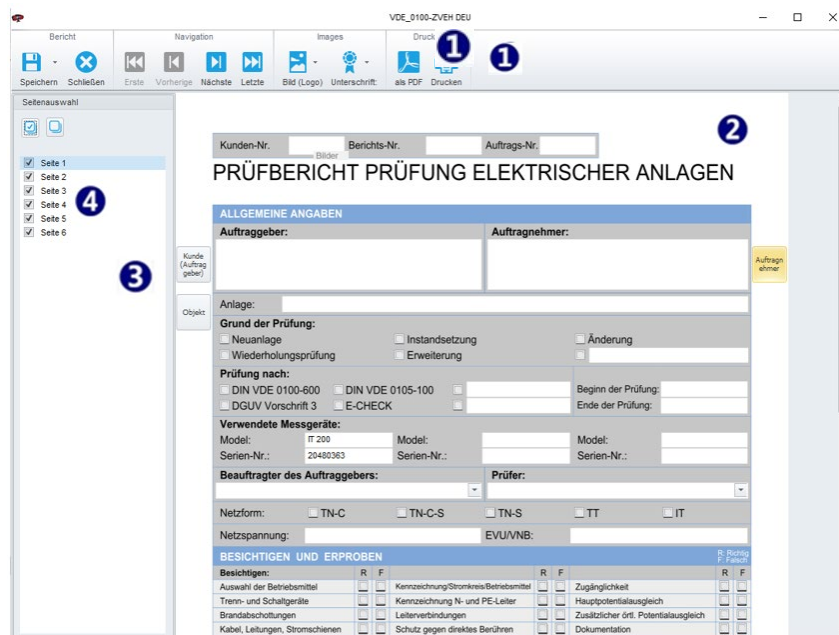 VDE_0100-ZVEH DEU
Bericht Navigation Images Druc
Speichern Schließen Erste Vorherige Nächste Letzte Bild (Logo) Unterschrift: als PDF Drucken
1 1
Seitenauswahl
Seite 1
Seite 2
Seite 3
Seite 4
Seite 5
Seite 6
4
3
2
Kunden-Nr. Berichts-Nr. Auftrags-Nr.
Bilder
PRÜFBERICHT PRÜFUNG ELEKTRISCHER ANLAGEN
ALLGEMEINE ANGABEN
Auftraggeber: Auftragnehmer:
Kunde
(Auftrag
geber)
Auftragn
ehmer
Objekt
Anlage:
Grund der Prüfung:
Neuanlage Instandsetzung Änderung
Wiederholungsprüfung Erweiterung
Prüfung nach:
DIN VDE 0100-600 DIN VDE 0105-100 Beginn der Prüfung:
DGUV Vorschrift 3 E-CHECK Ende der Prüfung:
Verwendete Messgeräte:
Model: IT 200 Model: Model:
Serien-Nr.: 20480363 Serien-Nr.: Serien-Nr.:
Beauftragter des Auftraggebers: Prüfer:
Netzform: TN-C TN-C-S TN-S TT IT
Netzspannung: EVU/VNB:
BESICHTIGEN UND ERPROBEN R: Richtig
F: Falsch
Besichtigen: R F R F R F
Auswahl der Betriebsmittel Kennzeichnung/Stromkreis/Betriebsmittel Zugänglichkeit
Trenn- und Schaltgeräte Kennzeichnung N- und PE-Leiter Hauptpotentialausgleich
Brandabschottungen Leiterverbindungen Zusätzlicher örtl. Potentialausgleich
Kabel, Leitungen, Stromschienen Schutz gegen direktes Berühren Dokumentation